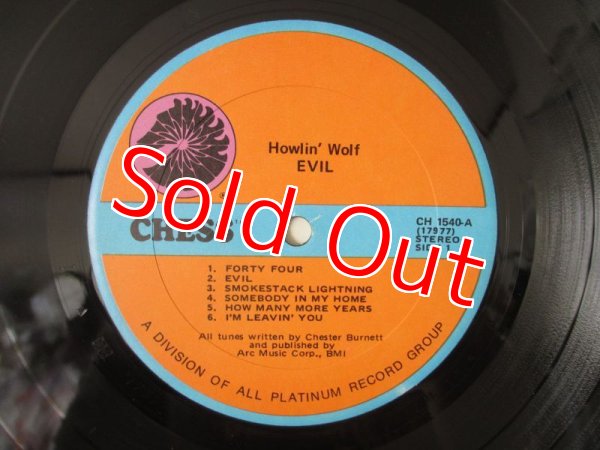 Howlin' Wolf
EVIL
CHESS
Sold Out
CH 1540-A
(17977)
STEREO
SIDE 1
1. FORTY FOUR
2. EVIL
3. SMOKESTACK LIGHTNING
4. SOMEBODY IN MY HOME
5. HOW MANY MORE YEARS
6. I'M LEAVIN' YOU
All tunes written by Chester Burnett
and published by
Arc Music Corp., BMI
A DIVISION OF ALL PLATINUM RECORD GROUP